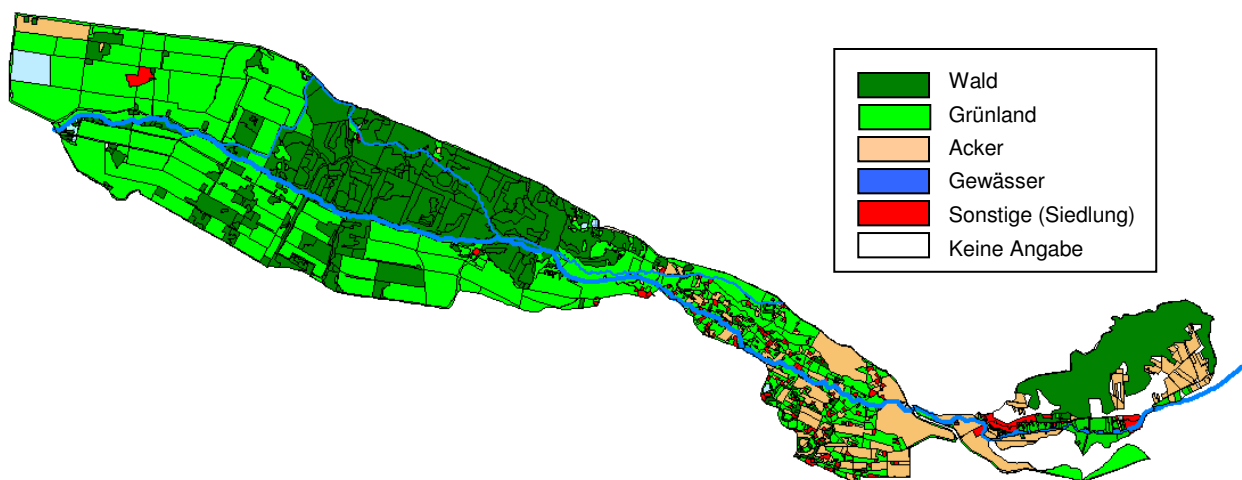 Wald
Grünland
Acker
Gewässer
Sonstige (Siedlung)
Keine Angabe